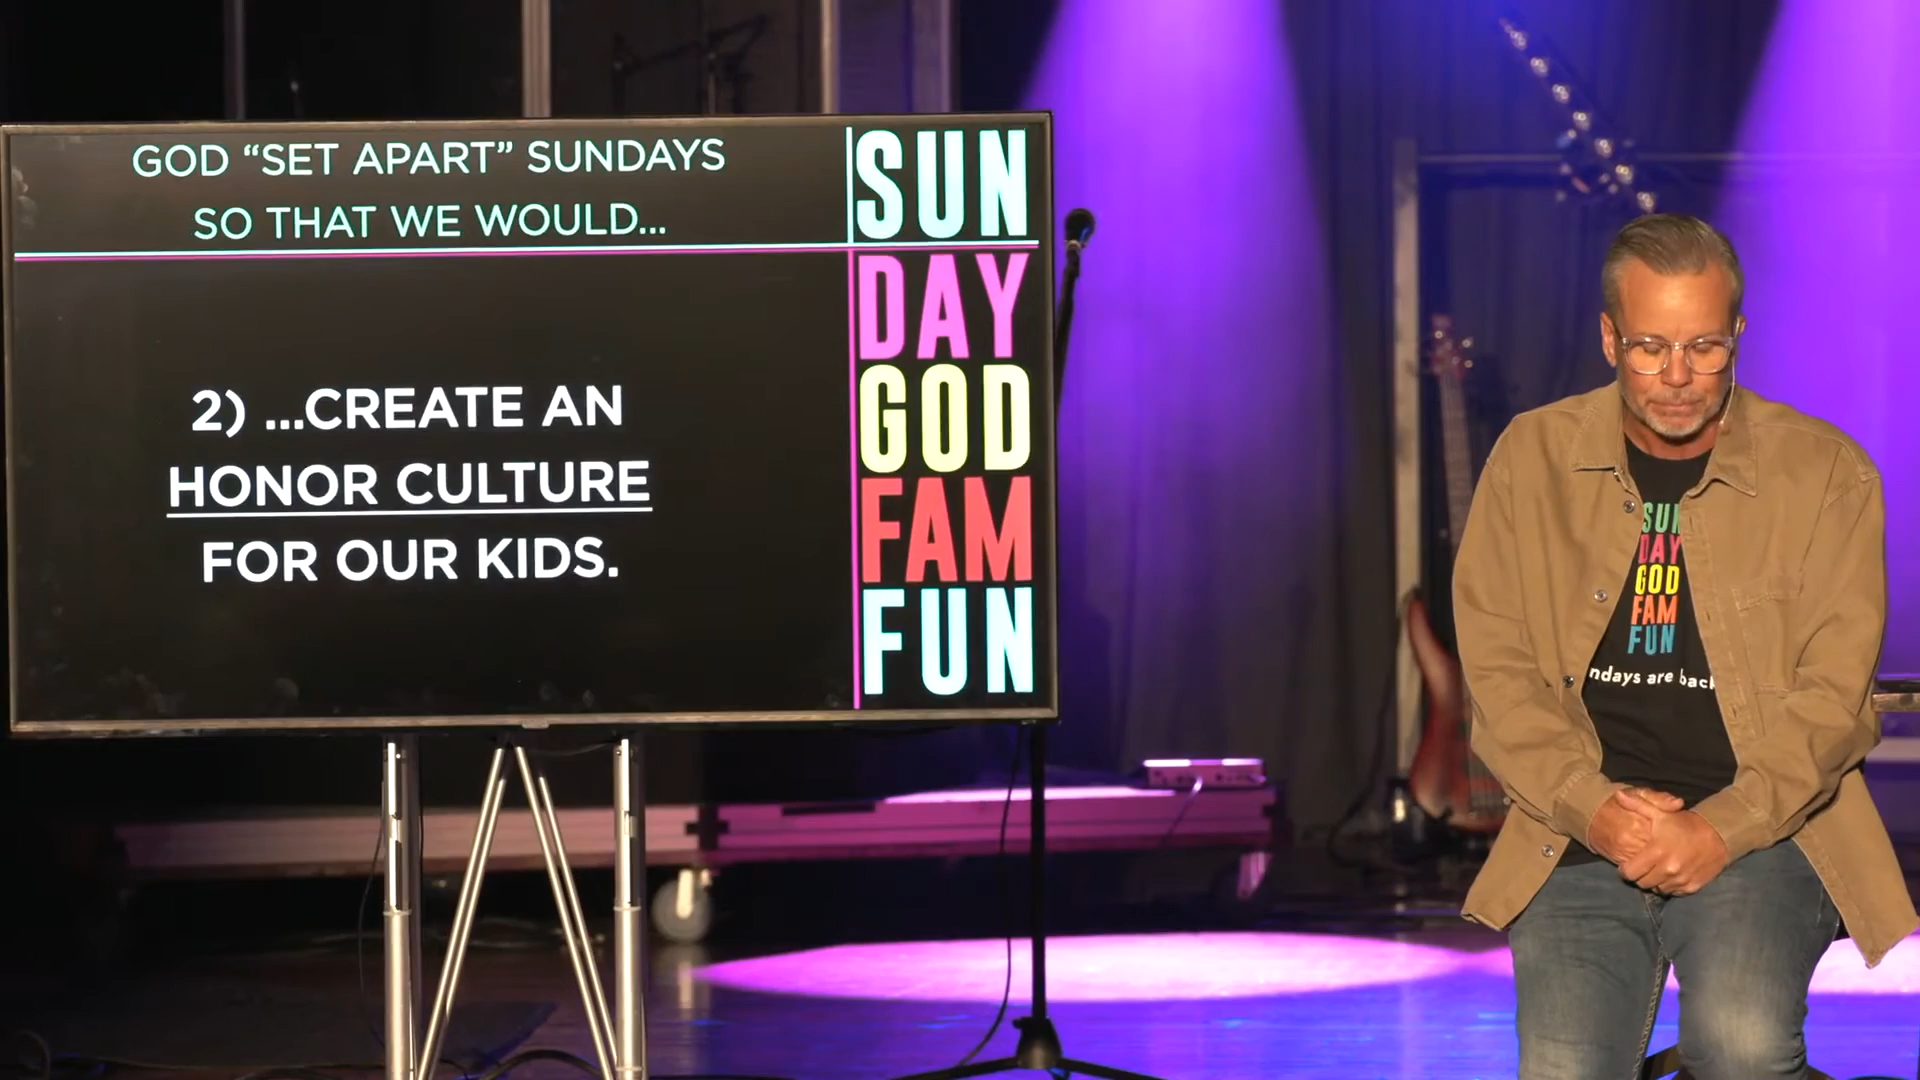 GOD “SET APART” SUNDAYS
SO THAT WE WOULD...
2) ...CREATE AN
HONOR CULTURE
FOR OUR KIDS.
SUN
DAY
GOD
FAM
FUN
SUN
DAY
GOD
FAM
FUN
ndays are back